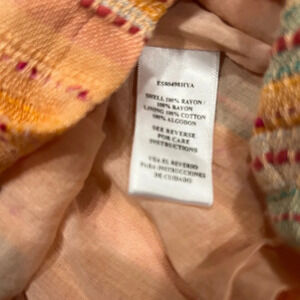 SHELL 100% RAYON /
100% RAYON
LINING 100% COTTON
100% ALGODON
SEE REVERSE
FOR CARE
INSTRUCTIONS
VEA EL REVERSO
PARA INSTRUCCIONES
DE CUIDADO